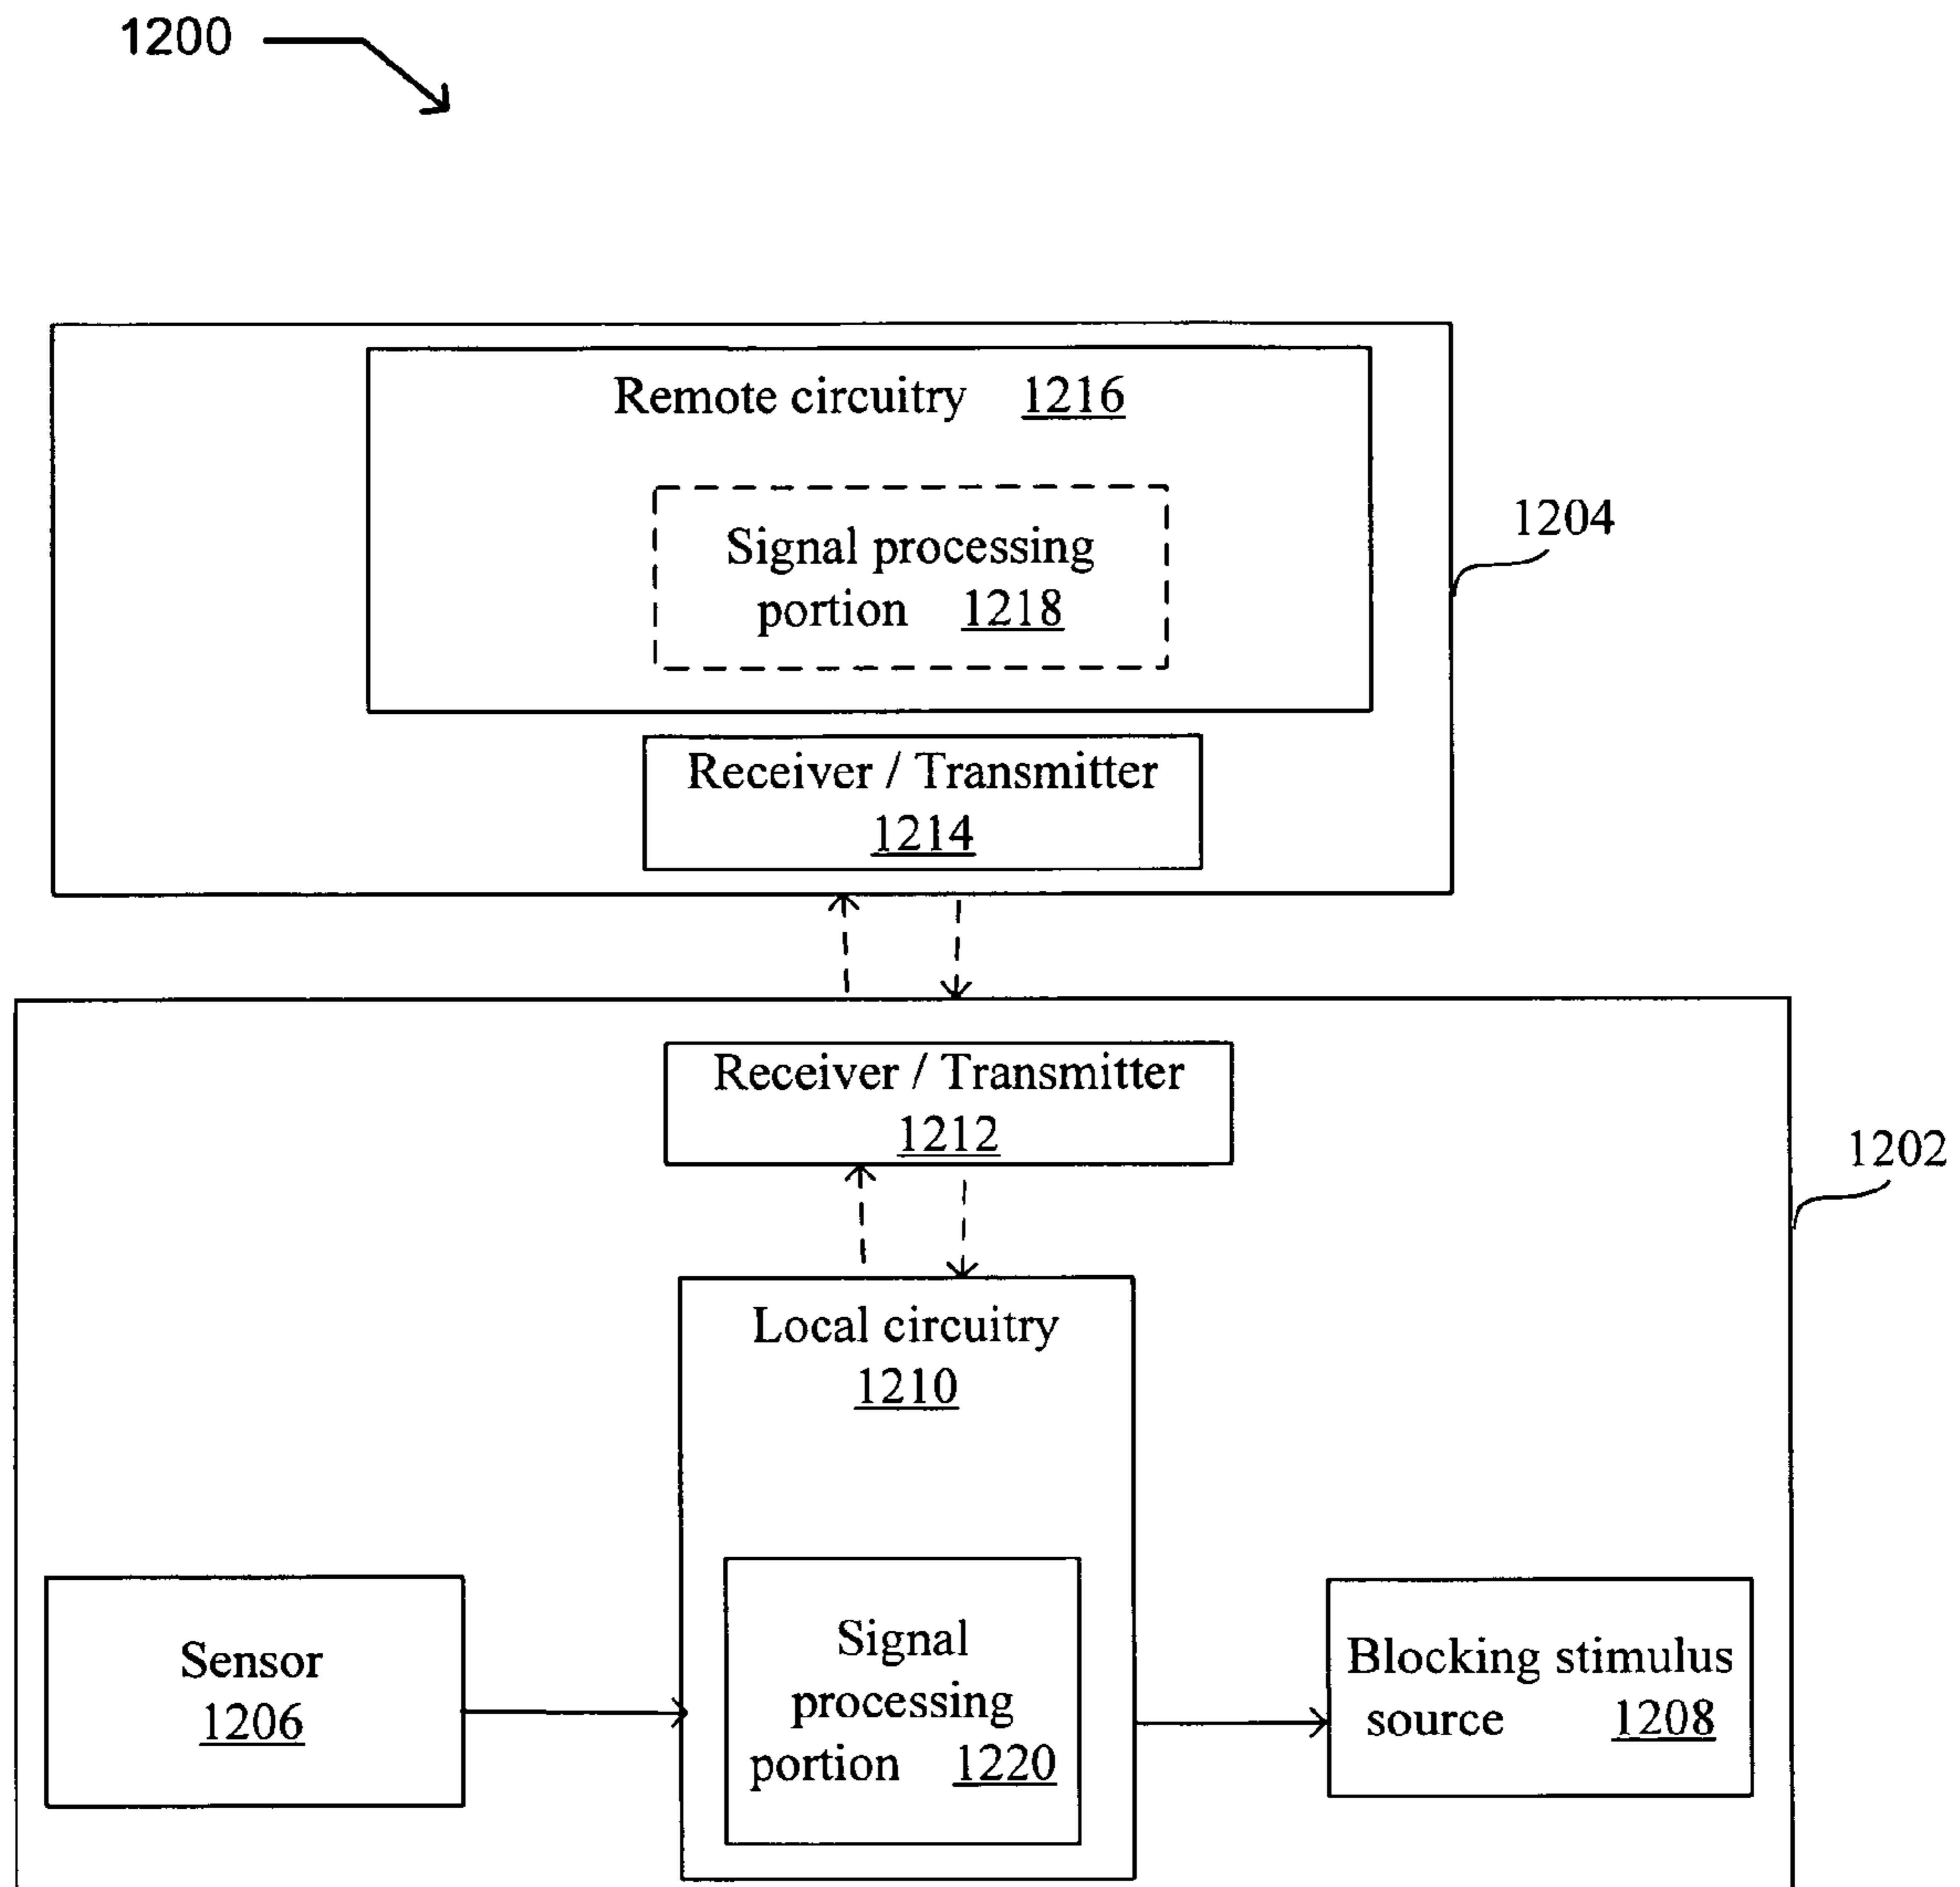 1200
Remote circuitry 1216
Signal processing
portion 1218
1204
Receiver / Transmitter
1214
Receiver / Transmitter
1212
1202
Local circuitry
1210
Sensor
1206
Signal
processing
portion 1220
Blocking stimulus
source 1208